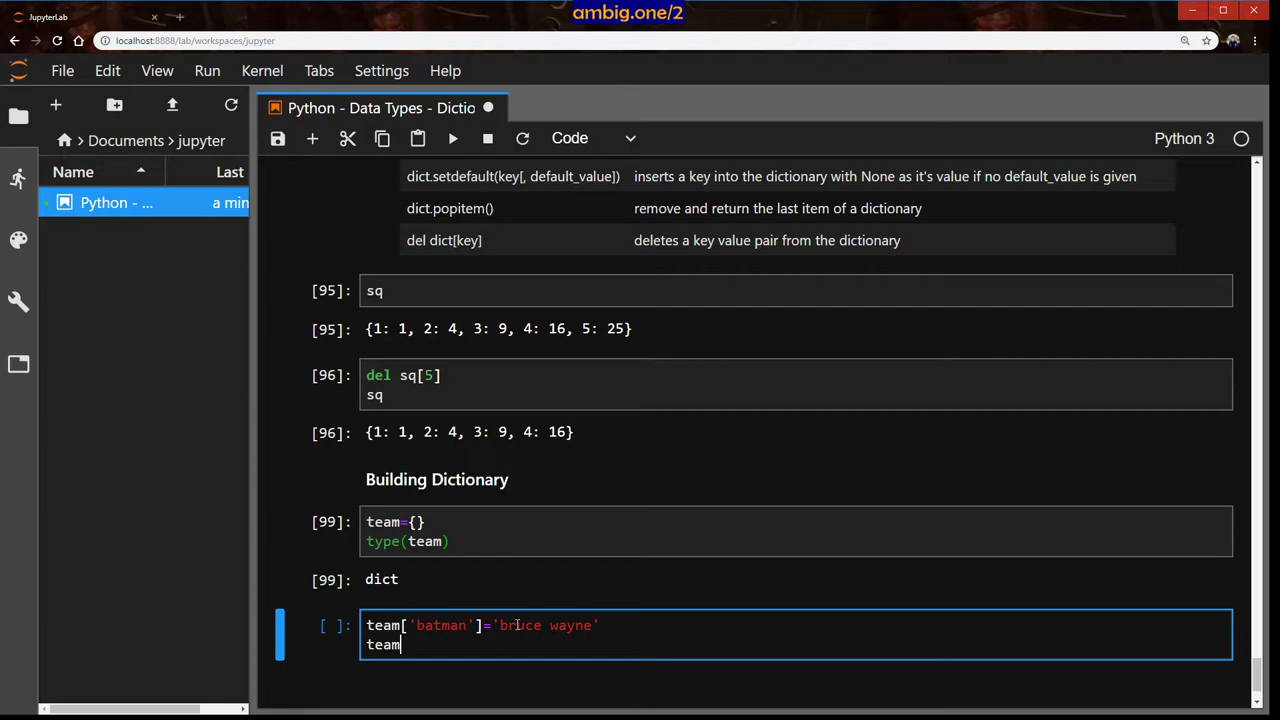 JupyterLab
ambig.one/2
localhost:8888/lab/workspaces/jupyter
File Edit View Run Kernel Tabs Settings Help
Python - Data Types - Dictio
Documents > jupyter
Code
Python 3
Name Last
Python - ... a min
dict.setdefault(key[, default_value]) inserts a key into the dictionary with None as it's value if no default_value is given
dict.popitem() remove and return the last item of a dictionary
del dict[key] deletes a key value pair from the dictionary
[95]: sq
[95]: {1: 1, 2: 4, 3: 9, 4: 16, 5: 25}
[96]: del sq[5]
sq
[96]: {1: 1, 2: 4, 3: 9, 4: 16}
Building Dictionary
[99]: team={}
type(team)
[99]: dict
[ ]: team['batman']='bruce wayne'
team